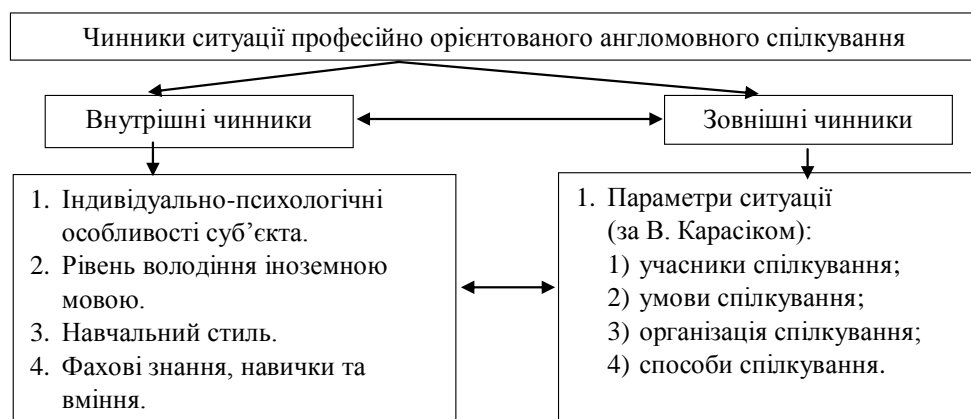 Чинники ситуації професійно орієнтованого англомовного спілкування
Внутрішні чинники
Зовнішні чинники
1. Індивідуально-психологічні
особливості суб’єкта.
2. Рівень володіння іноземною
мовою.
3. Навчальний стиль.
4. Фахові знання, навички та
вміння.
1. Параметри ситуації
(за В. Карасіком):
1) учасники спілкування;
2) умови спілкування;
3) організація спілкування;
4) способи спілкування.